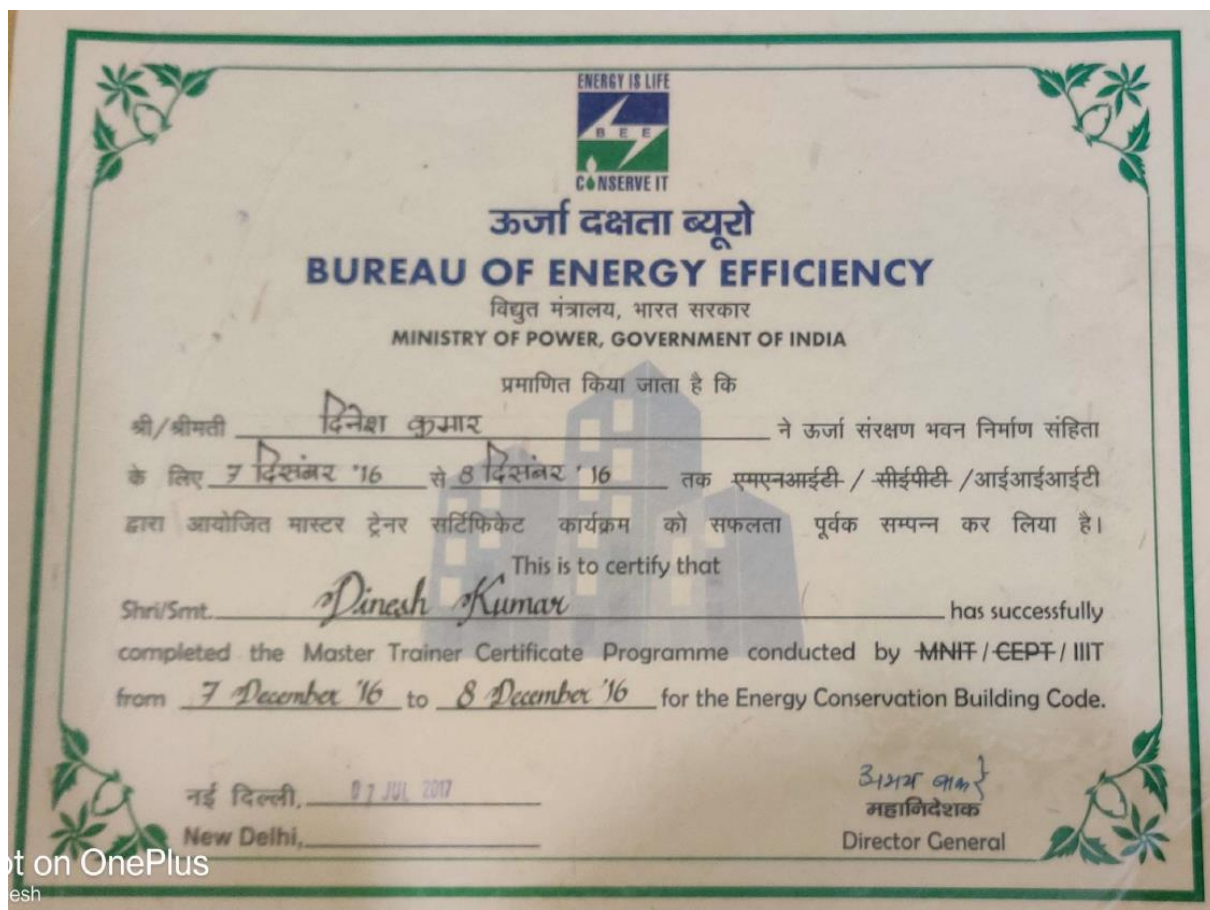 ENERGY IS LIFE
BEE
CONSERVE IT
ऊर्जा दक्षता ब्यूरो
BUREAU OF ENERGY EFFICIENCY
विद्युत मंत्रालय, भारत सरकार
MINISTRY OF POWER, GOVERNMENT OF INDIA
प्रमाणित किया जाता है कि
श्री/श्रीमती दिनेश कुमार ने ऊर्जा संरक्षण भवन निर्माण संहिता
के लिए 7 दिसंबर '16 से 8 दिसंबर '16 तक एमएनआईटी / सीईपीटी /आईआईआईटी
द्वारा आयोजित मास्टर ट्रेनर सर्टिफिकेट कार्यक्रम को सफलता पूर्वक सम्पन्न कर लिया है।
This is to certify that
Shri/Smt. Dinesh Kumar has successfully
completed the Master Trainer Certificate Programme conducted by MNIT / CEPT / IIIT
from 7 December '16 to 8 December '16 for the Energy Conservation Building Code.
नई दिल्ली, 07 JUL 2017
New Delhi,
अभय बाकरे
महानिदेशक
Director General
ot on OnePlus
esh